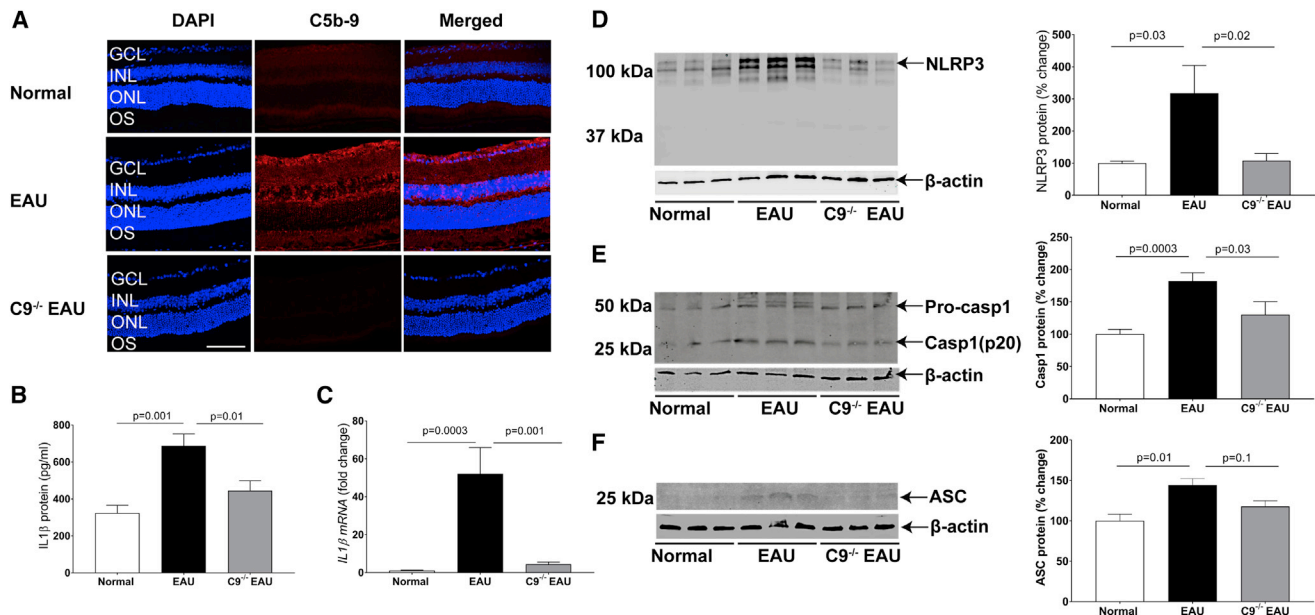 A
DAPI C5b-9 Merged
Normal
GCL
INL
ONL
OS
EAU
GCL
INL
ONL
OS
C9-/- EAU
GCL
INL
ONL
OS
B
IL1β protein (pg/ml)
800
600
400
200
0
p=0.001 p=0.01
Normal EAU C9-/- EAU
C
IL1β mRNA (fold change)
80
60
40
20
0
p=0.0003 p=0.001
Normal EAU C9-/- EAU
D
100 kDa
NLRP3
37 kDa
β-actin
Normal EAU C9-/- EAU
NLRP3 protein (% change)
500
400
300
200
100
0
p=0.03 p=0.02
Normal EAU C9-/- EAU
E
50 kDa
Pro-casp1
25 kDa
Casp1(p20)
β-actin
Normal EAU C9-/- EAU
Casp1 protein (% change)
250
200
150
100
50
0
p=0.0003 p=0.03
Normal EAU C9-/- EAU
F
25 kDa
ASC
β-actin
Normal EAU C9-/- EAU
ASC protein (% change)
200
150
100
50
0
p=0.01 p=0.1
Normal EAU C9-/- EAU